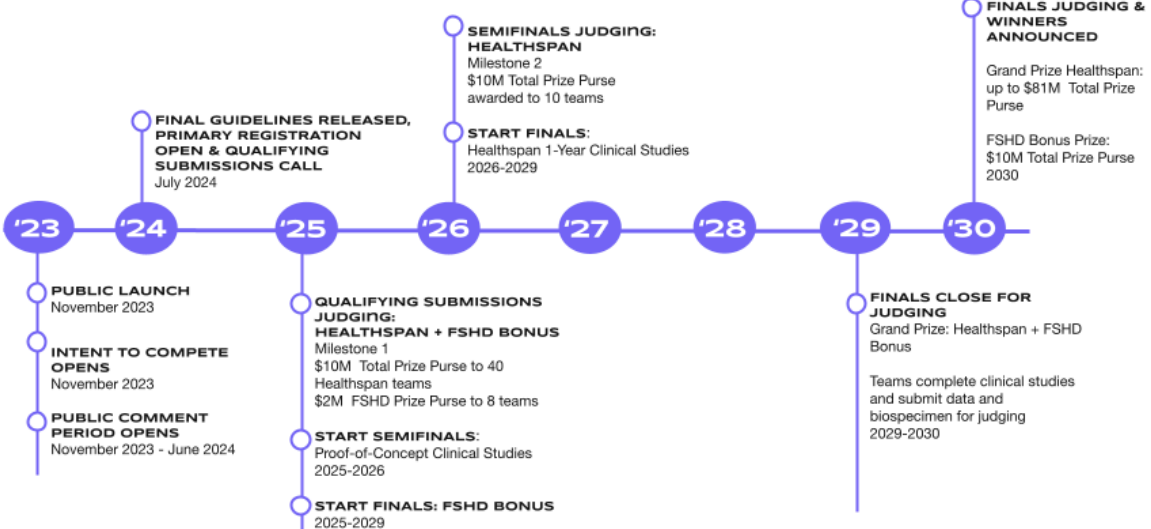 SEMIFINALS JUDGING:
HEALTHSPAN
Milestone 2
$10M Total Prize Purse
awarded to 10 teams
START FINALS:
Healthspan 1-Year Clinical Studies
2026-2029
FINALS JUDGING &
WINNERS
ANNOUNCED
Grand Prize Healthspan:
up to $81M Total Prize
Purse
FSHD Bonus Prize:
$10M Total Prize Purse
2030
FINAL GUIDELINES RELEASED,
PRIMARY REGISTRATION
OPEN & QUALIFYING
SUBMISSIONS CALL
July 2024
‘23
‘24
‘25
‘26
‘27
‘28
‘29
‘30
PUBLIC LAUNCH
November 2023
INTENT TO COMPETE
OPENS
November 2023
PUBLIC COMMENT
PERIOD OPENS
November 2023 - June 2024
QUALIFYING SUBMISSIONS
JUDGING:
HEALTHSPAN + FSHD BONUS
Milestone 1
$10M Total Prize Purse to 40
Healthspan teams
$2M FSHD Prize Purse to 8 teams
START SEMIFINALS:
Proof-of-Concept Clinical Studies
2025-2026
START FINALS: FSHD BONUS
2025-2029
FINALS CLOSE FOR
JUDGING
Grand Prize: Healthspan + FSHD
Bonus
Teams complete clinical studies
and submit data and
biospecimen for judging
2029-2030